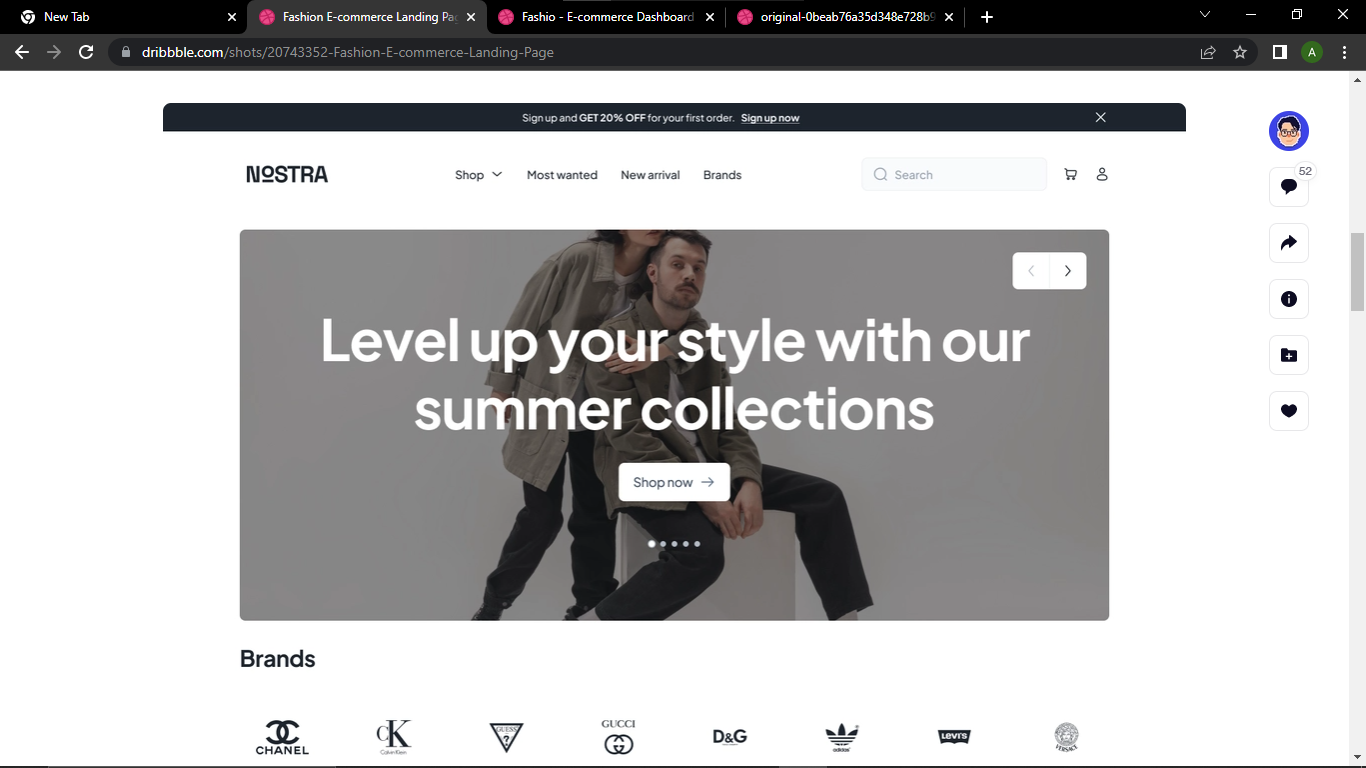 New Tab
Fashion E-commerce Landing Pag
Fashio - E-commerce Dashboard
original-0beab76a35d348e728b9
dribbble.com/shots/20743352-Fashion-E-commerce-Landing-Page
A
Sign up and GET 20% OFF for your first order. Sign up now
52
NOSTRA
Shop
Most wanted
New arrival
Brands
Search
Level up your style with our
summer collections
Shop now
Brands
CHANEL
CK
Calvin Klein
GUESS
?
GUCCI
D&G
adidas
LEVI'S
VERSACE